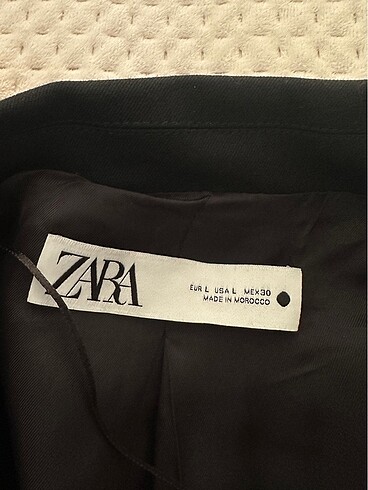 ZARA
EUR L USA L MEX 30
MADE IN MOROCCO